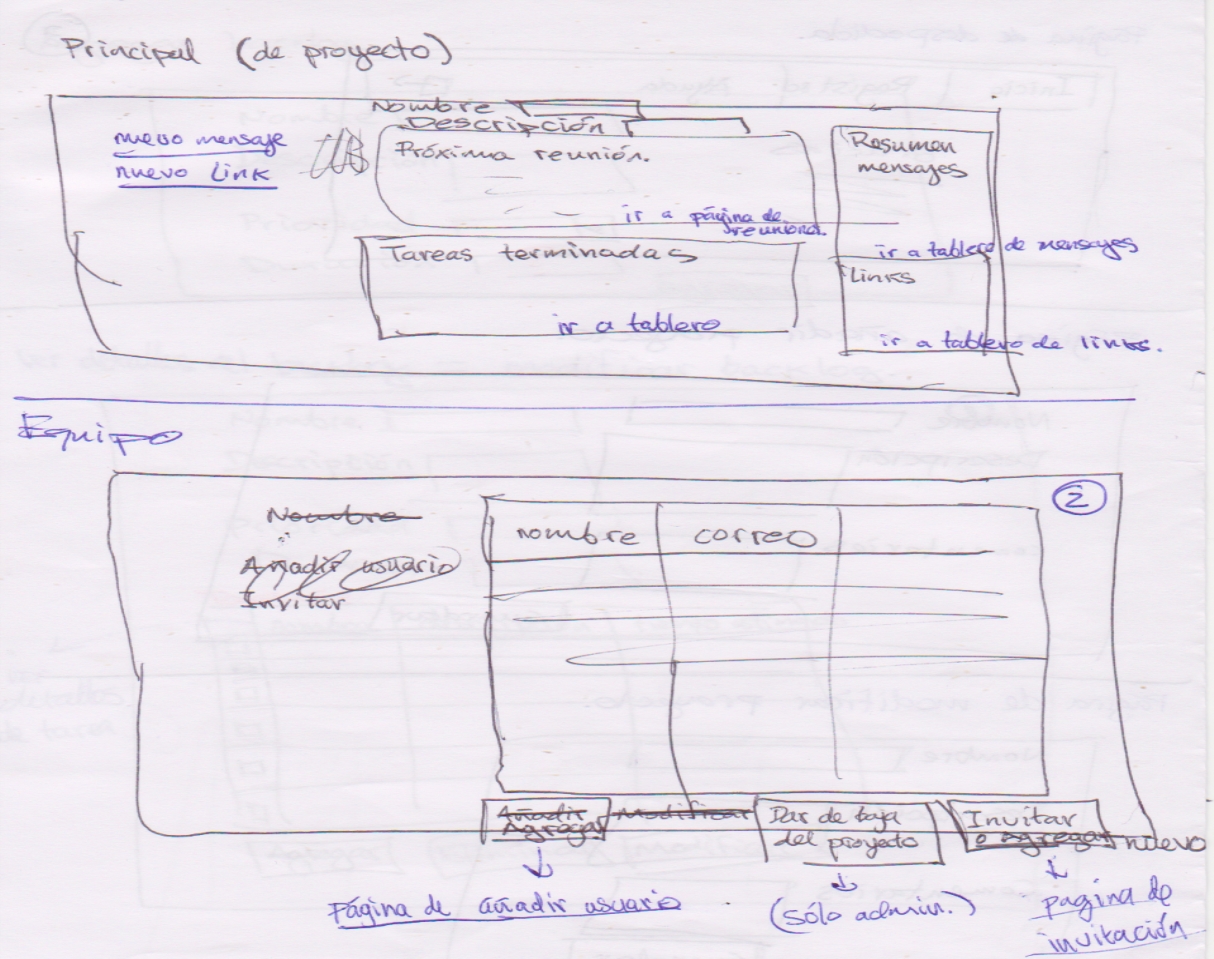 Principal (de proyecto)
Nombre
Descripción
nuevo mensaje
nuevo Link
Próxima reunión.
ir a página de
reuniones.
Resumen
mensajes
ir a tablero de mensajes
Tareas terminadas
ir a tablero
Links
ir a tablero de links.
Equipo
2
Nombre
Añadir usuario
Invitar
nombre correo
Añadir
Agregar
Modificar
Dar de baja
del proyecto
Invitar
o agregar nuevo
Página de añadir usuario
(sólo admin.)
pagina de
invitación